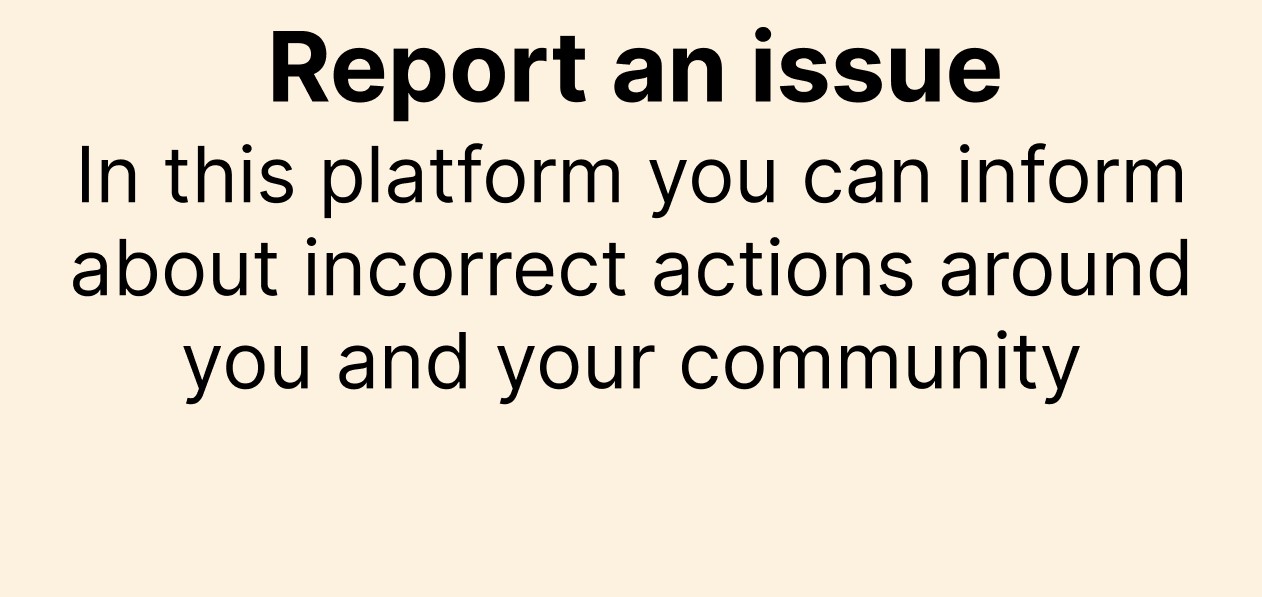 Report an issue
In this platform you can inform
about incorrect actions around
you and your community